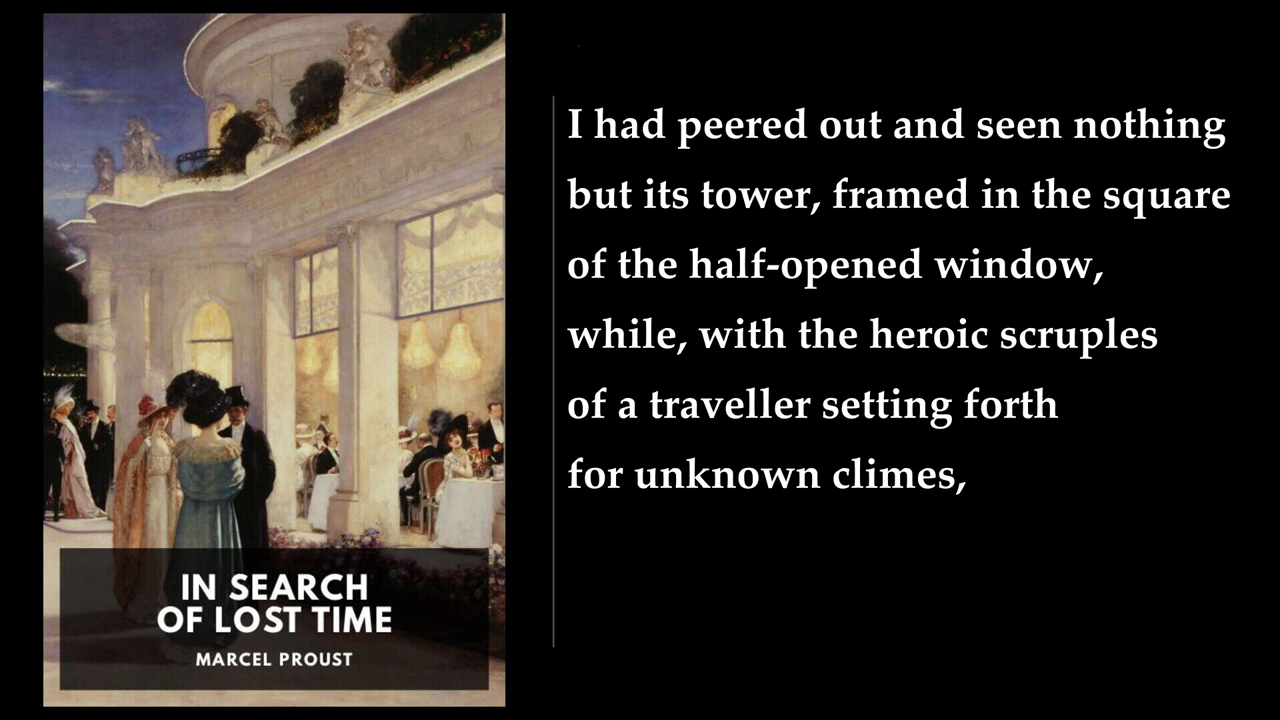 IN SEARCH
OF LOST TIME
MARCEL PROUST
I had peered out and seen nothing
but its tower, framed in the square
of the half-opened window,
while, with the heroic scruples
of a traveller setting forth
for unknown climes,